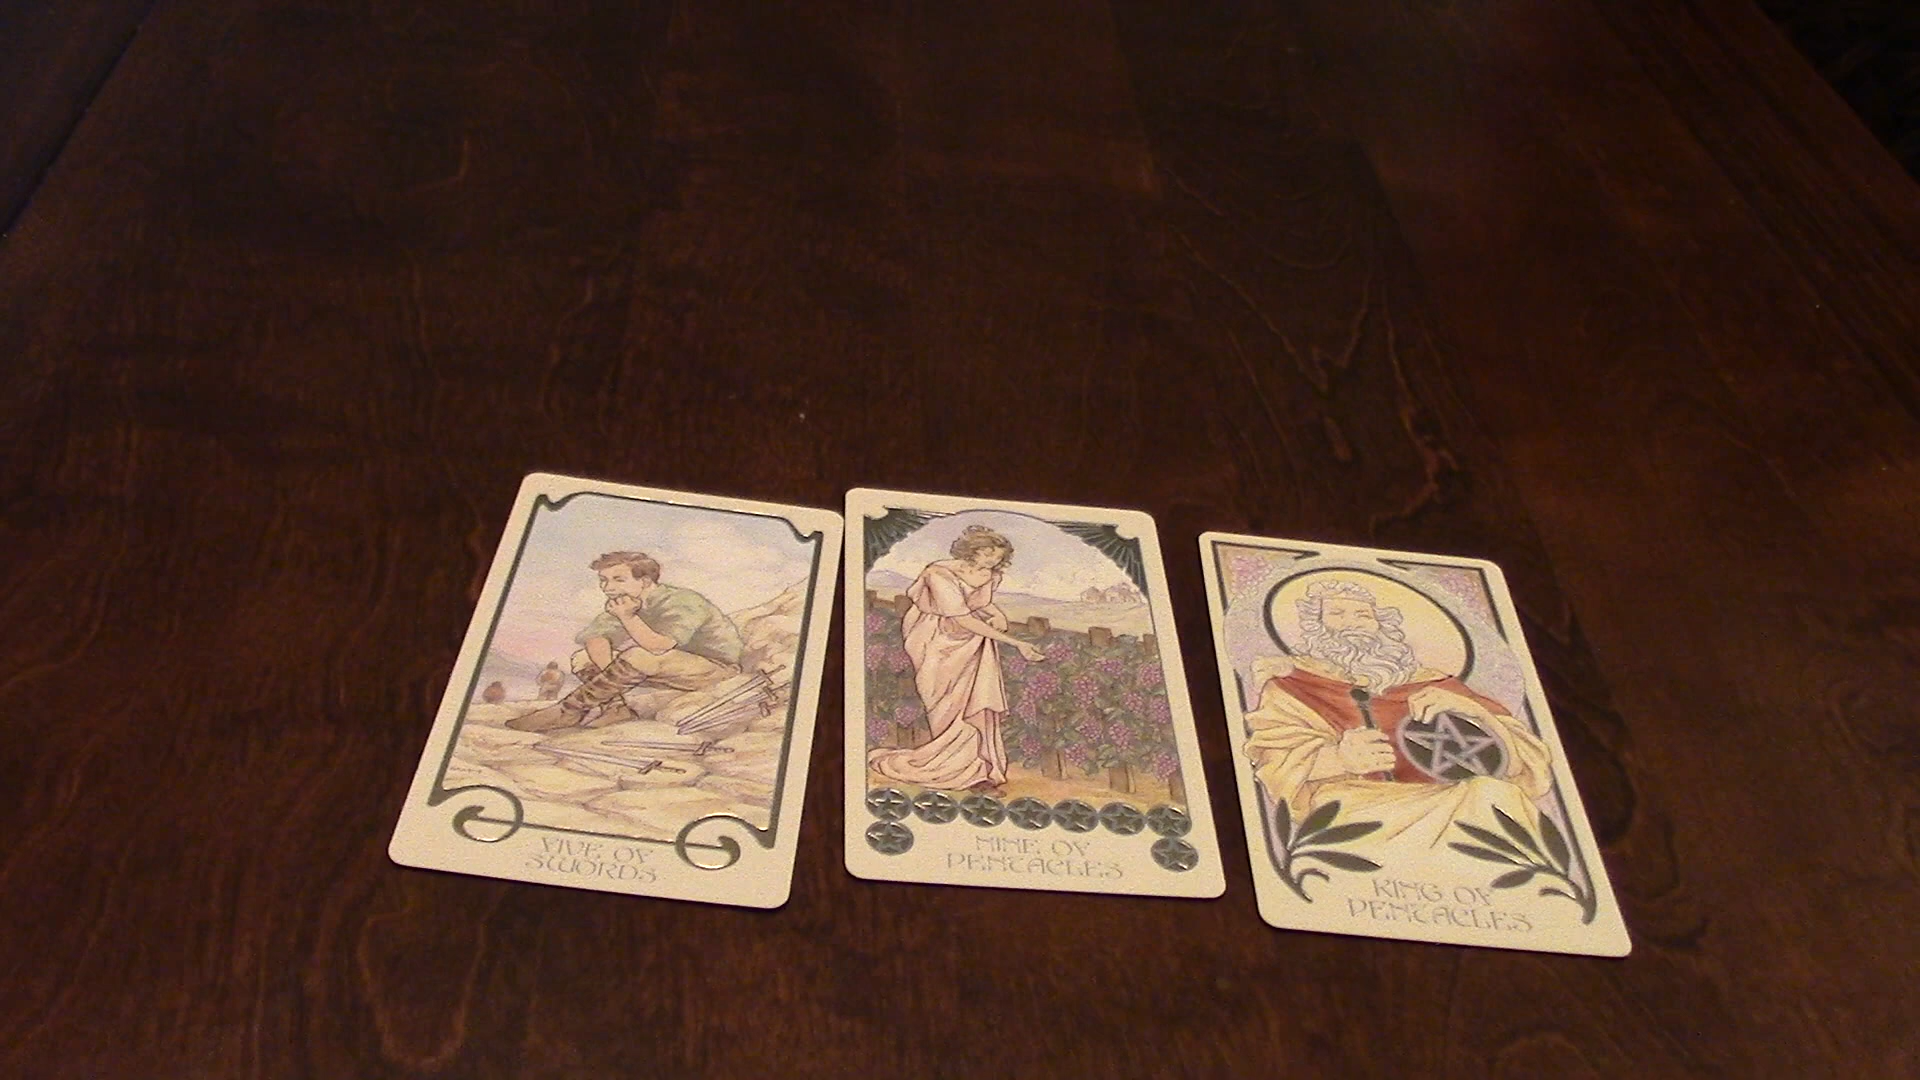 FIVE OF
SWORDS
NINE OF
PENTACLES
KING OF
PENTACLES